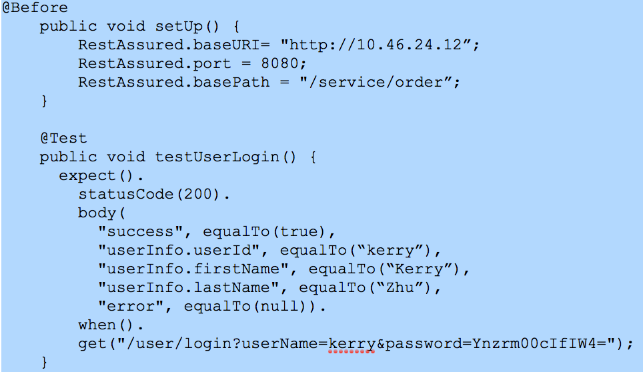 @Before
    public void setUp() {
        RestAssured.baseURI= "http://10.46.24.12”;
        RestAssured.port = 8080;
        RestAssured.basePath = "/service/order”;
    }
    @Test
    public void testUserLogin() {
      expect().
        statusCode(200).
        body(
          "success", equalTo(true),
          "userInfo.userId", equalTo(“kerry”),
          "userInfo.firstName", equalTo(“Kerry”),
          "userInfo.lastName", equalTo(“Zhu”),
          "error", equalTo(null)).
        when().
        get("/user/login?userName=kerry&password=Ynzrm00cIfIW4=");
    }